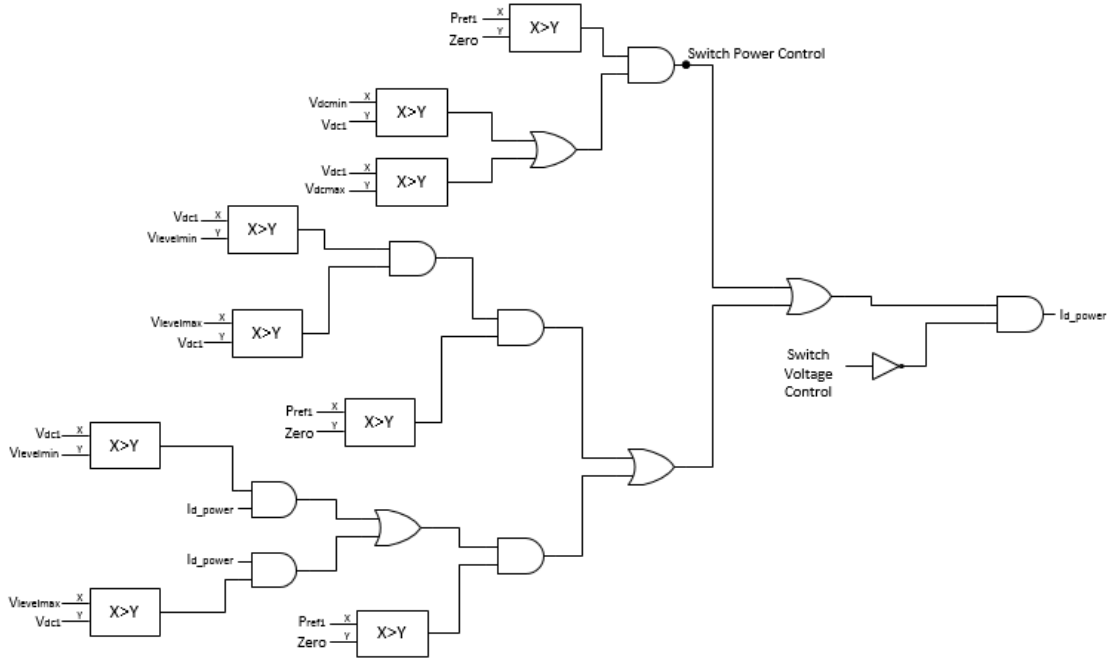 Pref1 X
Zero Y
X>Y
Switch Power Control
Vdcmin X
Vdc1 Y
X>Y
Vdc1 X
Vdcmax Y
X>Y
Vdc1 X
Vlevelmin Y
X>Y
Vlevelmax X
Vdc1 Y
X>Y
Id_power
Switch
Voltage
Control
Pref1 X
Zero Y
X>Y
Vdc1 X
Vlevelmin Y
X>Y
Id_power
Id_power
Vlevelmax X
Vdc1 Y
X>Y
Pref1 X
Zero Y
X>Y